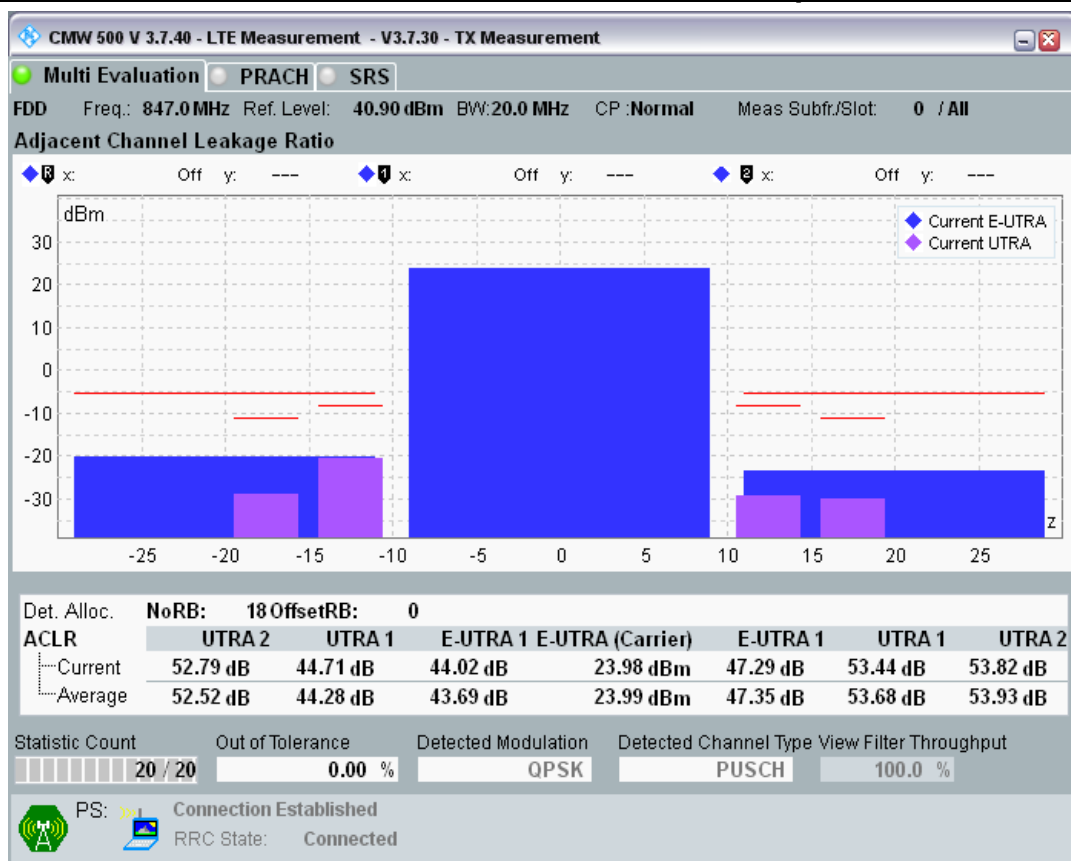 CMW 500 V 3.7.40 - LTE Measurement - V3.7.30 - TX Measurement
Multi Evaluation PRACH SRS
FDD Freq.: 847.0 MHz Ref. Level: 40.90 dBm BW:20.0 MHz CP :Normal Meas Subfr./Slot: 0 / All
Adjacent Channel Leakage Ratio
R x: Off y: --- 1 x: Off y: --- 2 x: Off y: ---
dBm
Current E-UTRA
Current UTRA
30
20
10
0
-10
-20
-30
z
-25 -20 -15 -10 -5 0 5 10 15 20 25
Det. Alloc. NoRB: 18 OffsetRB: 0
ACLR UTRA 2 UTRA 1 E-UTRA 1 E-UTRA (Carrier) E-UTRA 1 UTRA 1 UTRA 2
Current 52.79 dB 44.71 dB 44.02 dB 23.98 dBm 47.29 dB 53.44 dB 53.82 dB
Average 52.52 dB 44.28 dB 43.69 dB 23.99 dBm 47.35 dB 53.68 dB 53.93 dB
Statistic Count Out of Tolerance Detected Modulation Detected Channel Type View Filter Throughput
20 / 20 0.00 % QPSK PUSCH 100.0 %
PS: Connection Established
RRC State: Connected